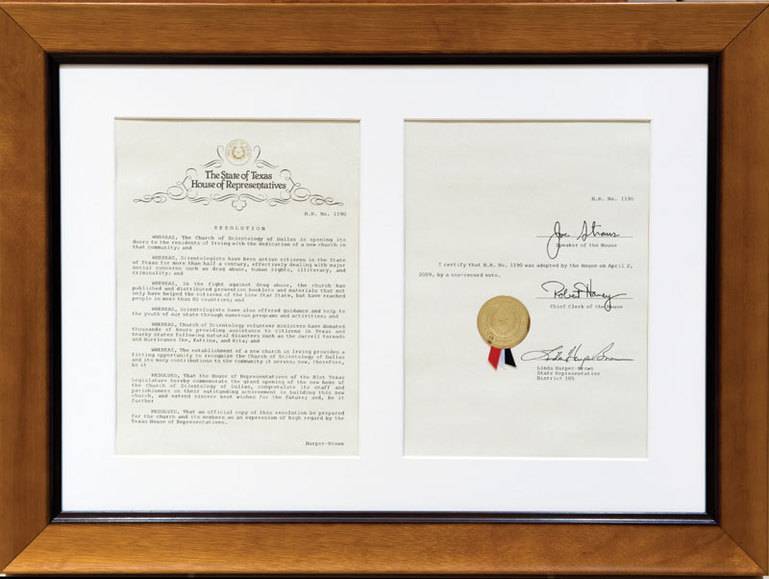 The State of Texas
House of Representatives
H.R. No. 1190
RESOLUTION
WHEREAS, The Church of Scientology of Dallas is opening its
doors to the residents of Irving with the dedication of a new church in
that community; and
WHEREAS, Scientologists have been active citizens in the State
of Texas for more than half a century, effectively dealing with major
social concerns such as drug abuse, human rights, illiteracy, and
criminality; and
WHEREAS, In the fight against drug abuse, the church has
published and distributed prevention booklets and materials that not
only have helped the citizens of the Lone Star State, but have reached
people in more than 80 countries; and
WHEREAS, Scientologists have also offered guidance and help to
the youth of our state through numerous programs and activities; and
WHEREAS, Church of Scientology volunteer ministers have donated
thousands of hours providing assistance to citizens in Texas and
nearby states following natural disasters such as the Jarrell tornado
and Hurricanes Ike, Katrina, and Rita; and
WHEREAS, The establishment of a new church in Irving provides a
fitting opportunity to recognize the Church of Scientology of Dallas
and its many contributions to the community it serves; now, therefore,
be it
RESOLVED, That the House of Representatives of the 81st Texas
Legislature hereby commemorate the grand opening of the new home of
the Church of Scientology of Dallas, congratulate its staff and
parishioners on their outstanding achievement in building this new
church, and extend sincere best wishes for the future; and, be it
further
RESOLVED, That an official copy of this resolution be prepared
for the church and its members as an expression of high regard by the
Texas House of Representatives.
Harper-Brown
H.R. No. 1190
Joe Straus
Speaker of the House
I certify that H.R. No. 1190 was adopted by the House on April 2,
2009, by a non-record vote.
Robert Haney
Chief Clerk of the House
Linda Harper-Brown
Linda Harper-Brown
State Representative
District 105